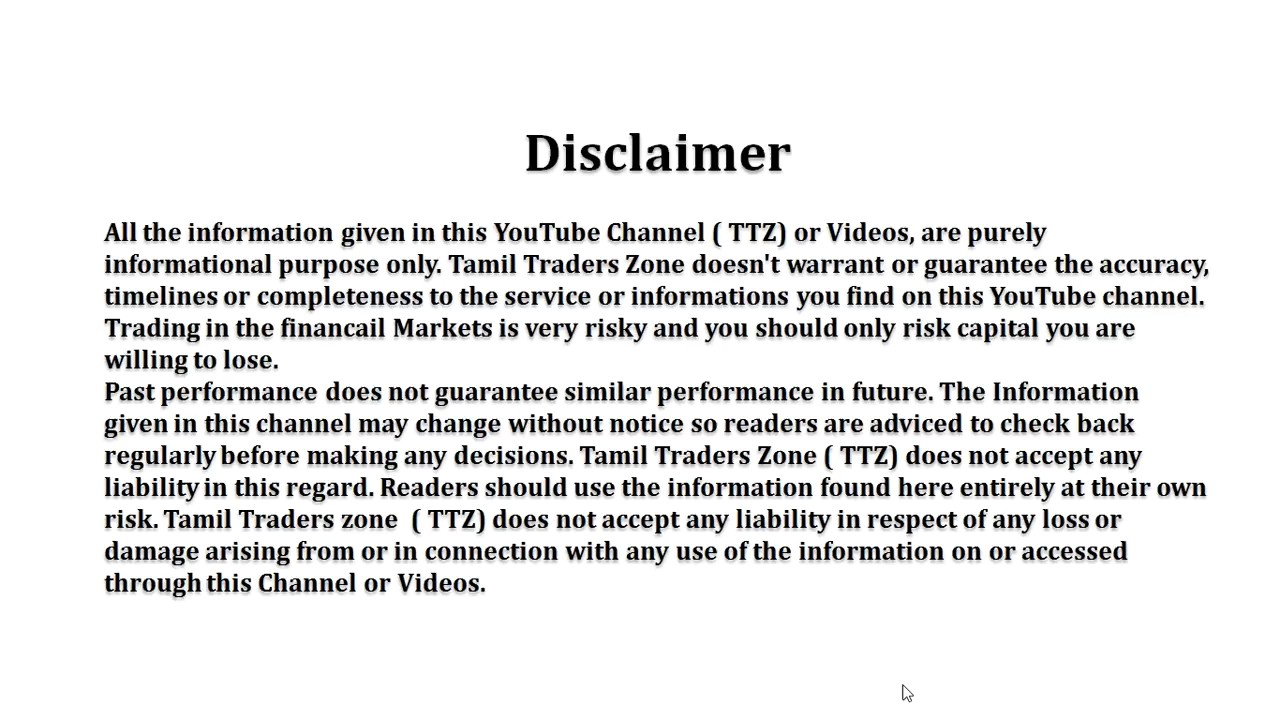 Disclaimer
All the information given in this YouTube Channel ( TTZ) or Videos, are purely
informational purpose only. Tamil Traders Zone doesn't warrant or guarantee the accuracy,
timelines or completeness to the service or informations you find on this YouTube channel.
Trading in the financail Markets is very risky and you should only risk capital you are
willing to lose.
Past performance does not guarantee similar performance in future. The Information
given in this channel may change without notice so readers are adviced to check back
regularly before making any decisions. Tamil Traders Zone ( TTZ) does not accept any
liability in this regard. Readers should use the information found here entirely at their own
risk. Tamil Traders zone  ( TTZ) does not accept any liability in respect of any loss or
damage arising from or in connection with any use of the information on or accessed
through this Channel or Videos.